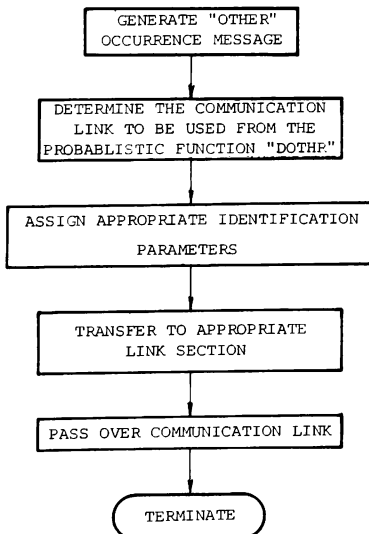 GENERATE "OTHER"
OCCURRENCE MESSAGE
DETERMINE THE COMMUNICATION
LINK TO BE USED FROM THE
PROBABLISTIC FUNCTION "DOTHR"
ASSIGN APPROPRIATE IDENTIFICATION
PARAMETERS
TRANSFER TO APPROPRIATE
LINK SECTION
PASS OVER COMMUNICATION LINK
TERMINATE